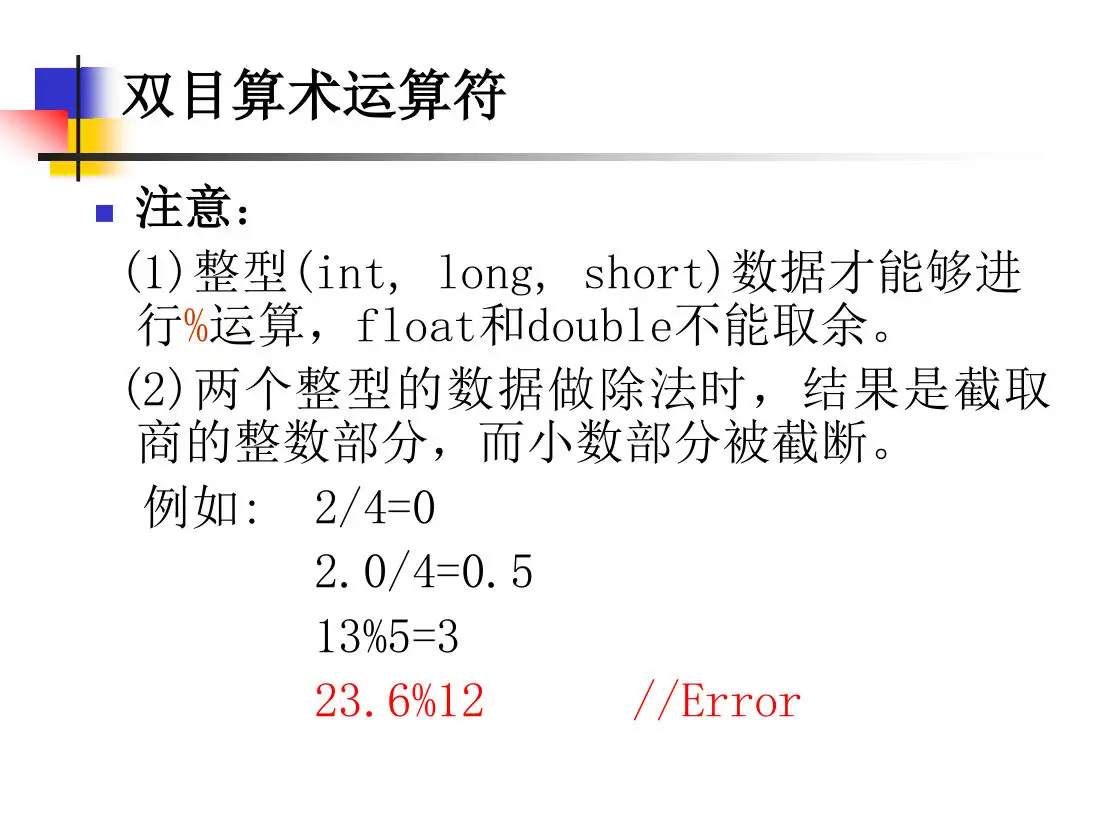 双目算术运算符
注意：
(1)整型(int, long, short)数据才能够进
行%运算，float和double不能取余。
(2)两个整型的数据做除法时，结果是截取
商的整数部分，而小数部分被截断。
例如: 2/4=0
2.0/4=0.5
13%5=3
23.6%12 //Error